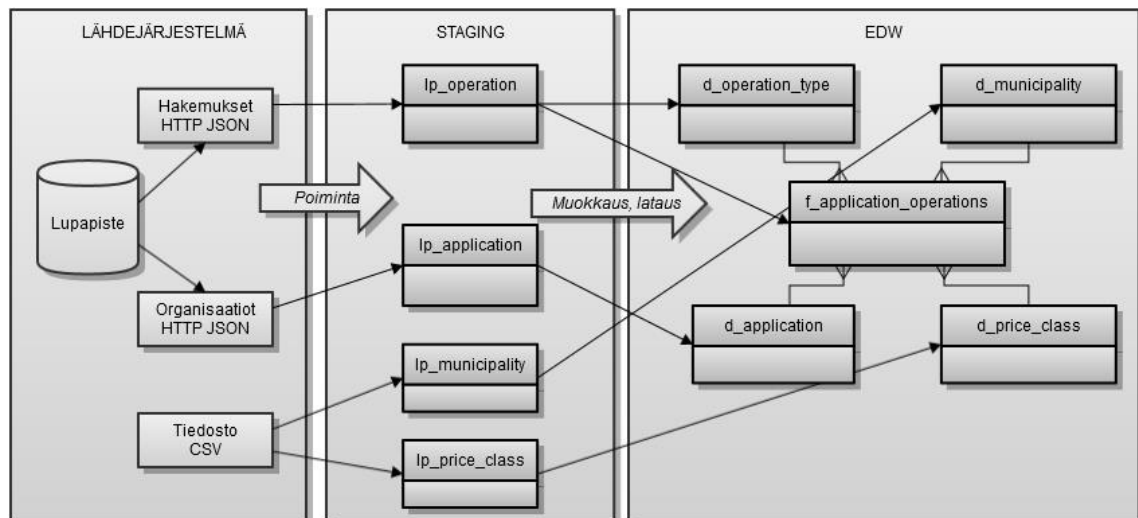 LÄHDEJÄRJESTELMÄ
STAGING
EDW
Hakemukset
HTTP JSON
lp_operation
d_operation_type
d_municipality
Lupapiste
Poiminta
Muokkaus, lataus
f_application_operations
lp_application
Organisaatiot
HTTP JSON
d_application
d_price_class
lp_municipality
Tiedosto
CSV
lp_price_class